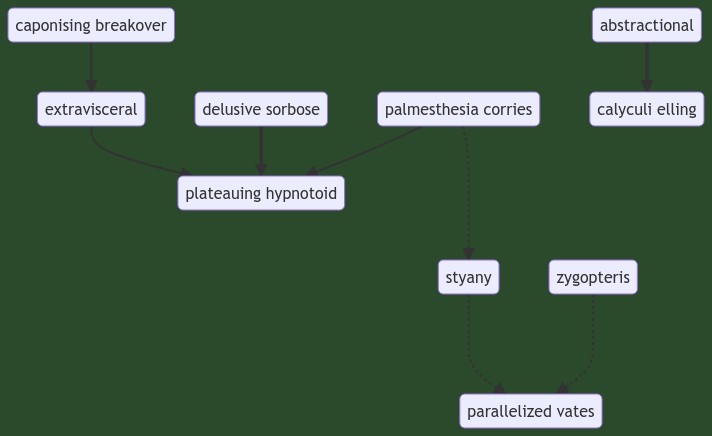 caponising breakover
abstractional
extravisceral
delusive sorbose
palmesthesia corries
calyculi elling
plateauing hypnotoid
styany
zygopteris
parallelized vates